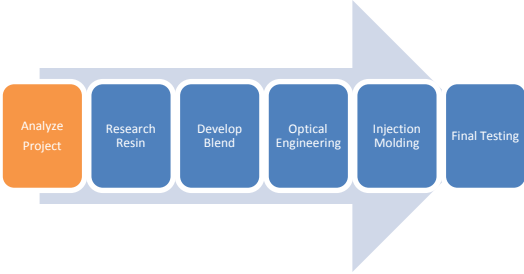 Analyze
Project
Research
Resin
Develop
Blend
Optical
Engineering
Injection
Molding
Final Testing